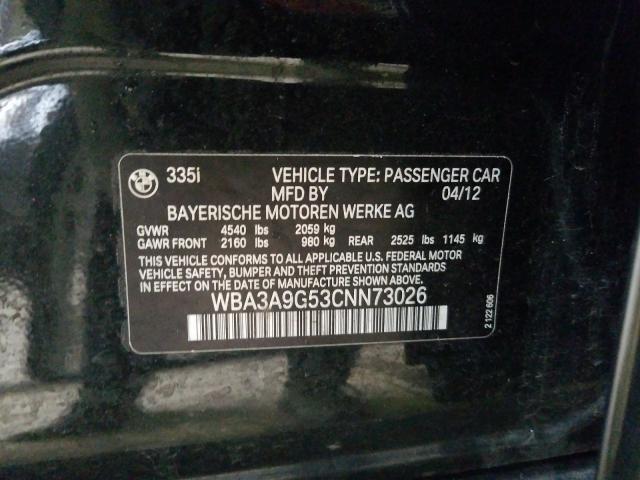 BMW 335i VEHICLE TYPE: PASSENGER CAR
MFD BY 04/12
BAYERISCHE MOTOREN WERKE AG
GVWR 4540 lbs 2059 kg
GAWR FRONT 2160 lbs 980 kg REAR 2525 lbs 1145 kg
THIS VEHICLE CONFORMS TO ALL APPLICABLE U.S. FEDERAL MOTOR
VEHICLE SAFETY, BUMPER AND THEFT PREVENTION STANDARDS
IN EFFECT ON THE DATE OF MANUFACTURE SHOWN ABOVE.
WBA3A9G53CNN73026
2 122 606